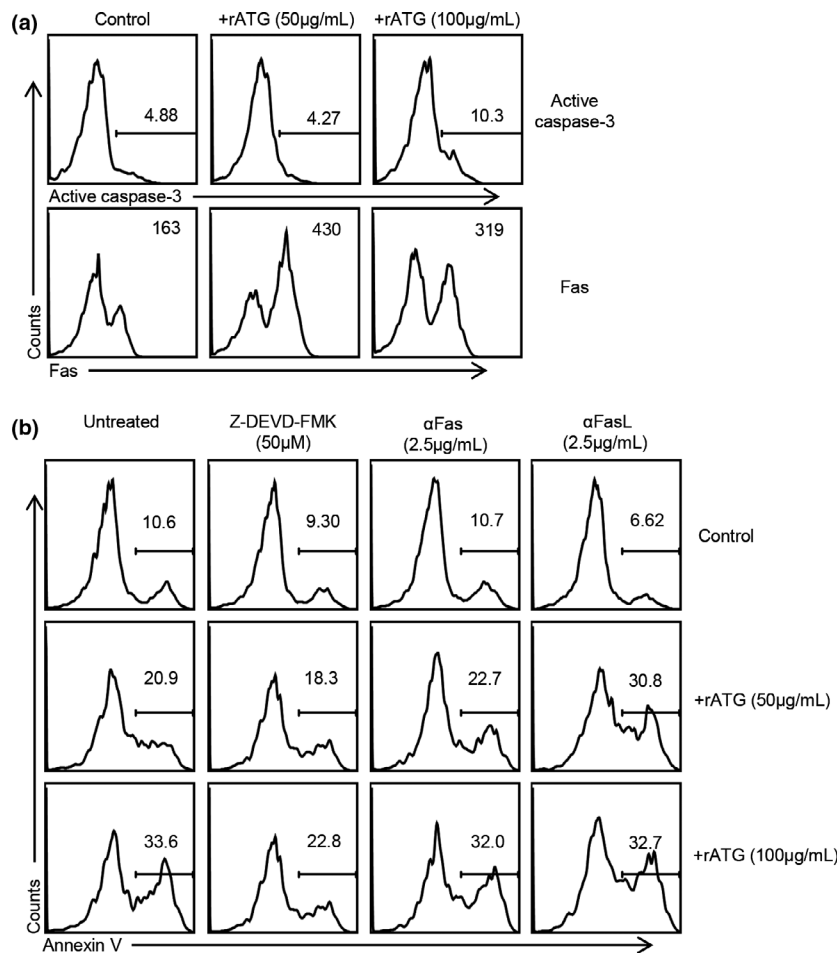 (a)
Control
+rATG (50µg/mL)
+rATG (100µg/mL)
4.88
4.27
10.3
Active
caspase-3
Active caspase-3
163
430
319
Fas
Counts
Fas
(b)
Untreated
Z-DEVD-FMK
(50µM)
αFas
(2.5µg/mL)
αFasL
(2.5µg/mL)
10.6
9.30
10.7
6.62
Control
20.9
18.3
22.7
30.8
+rATG (50µg/mL)
33.6
22.8
32.0
32.7
+rATG (100µg/mL)
Counts
Annexin V